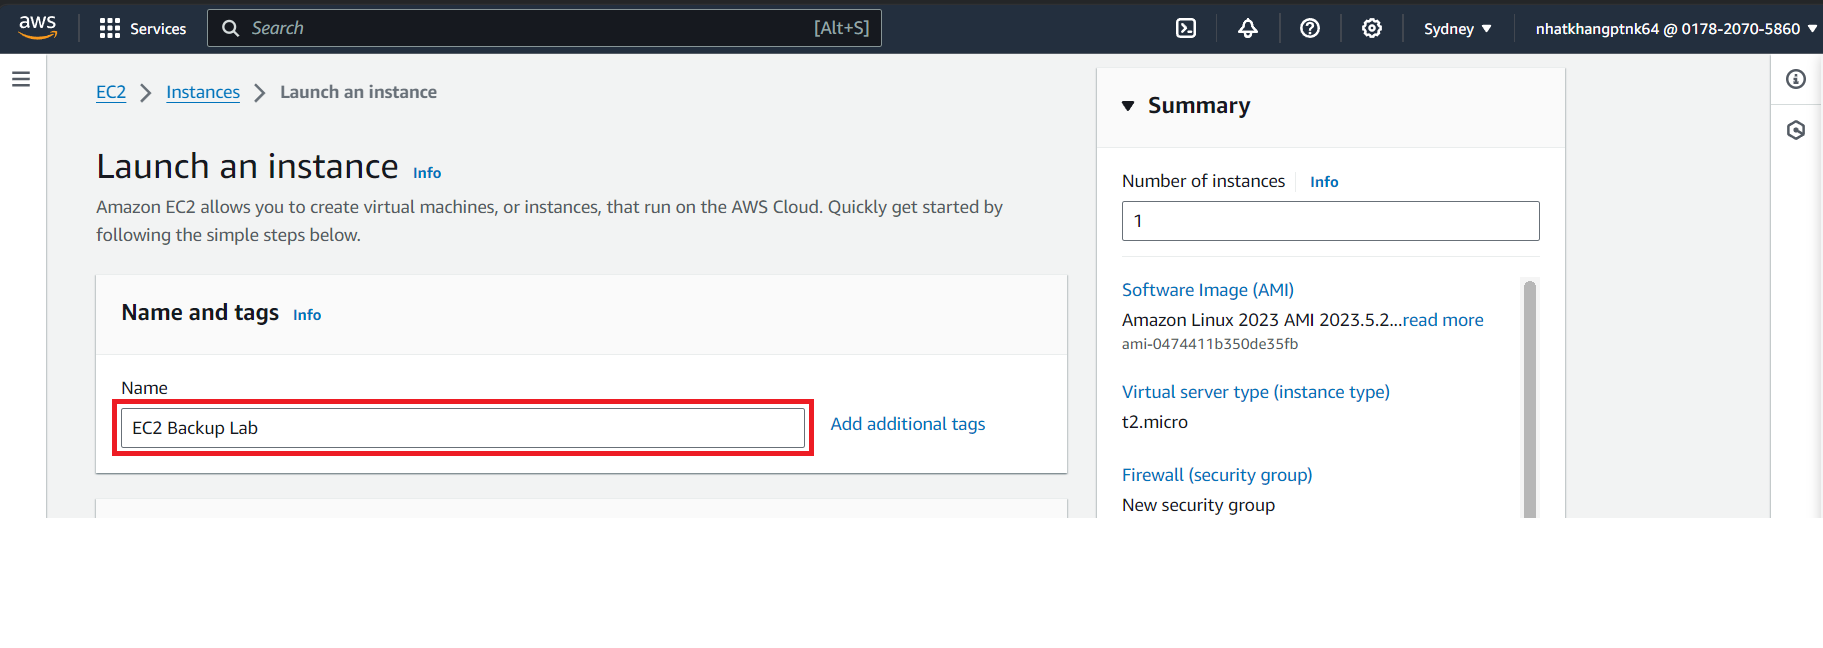 aws
Services
Search
[Alt+S]
Sydney
nhatkhangptnk64 @ 0178-2070-5860
EC2
Instances
Launch an instance
Launch an instance
Info
Amazon EC2 allows you to create virtual machines, or instances, that run on the AWS Cloud. Quickly get started by
following the simple steps below.
Name and tags
Info
Name
EC2 Backup Lab
Add additional tags
Summary
Number of instances
Info
1
Software Image (AMI)
Amazon Linux 2023 AMI 2023.5.2...read more
ami-0474411b350de35fb
Virtual server type (instance type)
t2.micro
Firewall (security group)
New security group